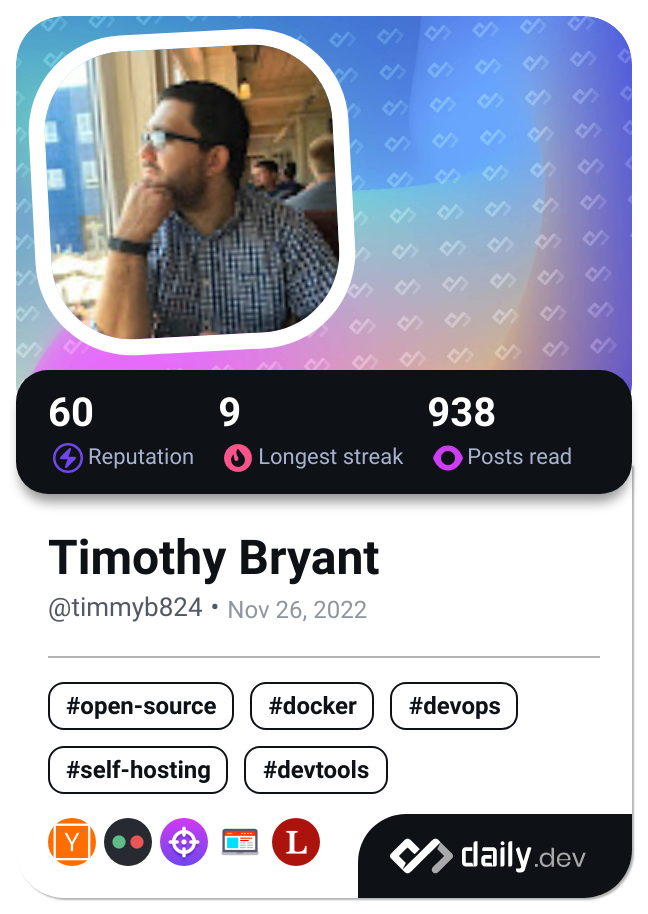 60 9 938
Reputation Longest streak Posts read
Timothy Bryant
@timmyb824 • Nov 26, 2022
#open-source #docker #devops
#self-hosting #devtools
Y L
daily.dev